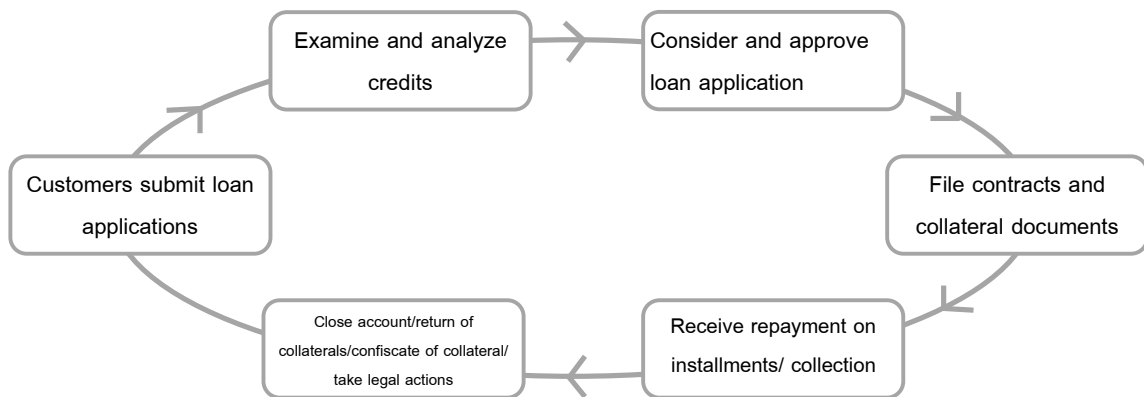 Examine and analyze
credits
Consider and approve
loan application
File contracts and
collateral documents
Receive repayment on
installments/ collection
Close account/return of
collaterals/confiscate of collateral/
take legal actions
Customers submit loan
applications